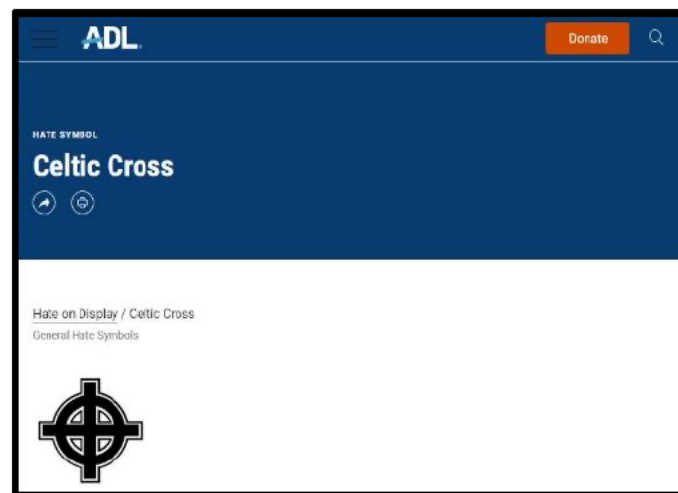 ADL
Donate
HATE SYMBOL
Celtic Cross
Hate on Display / Celtic Cross
General Hate Symbols